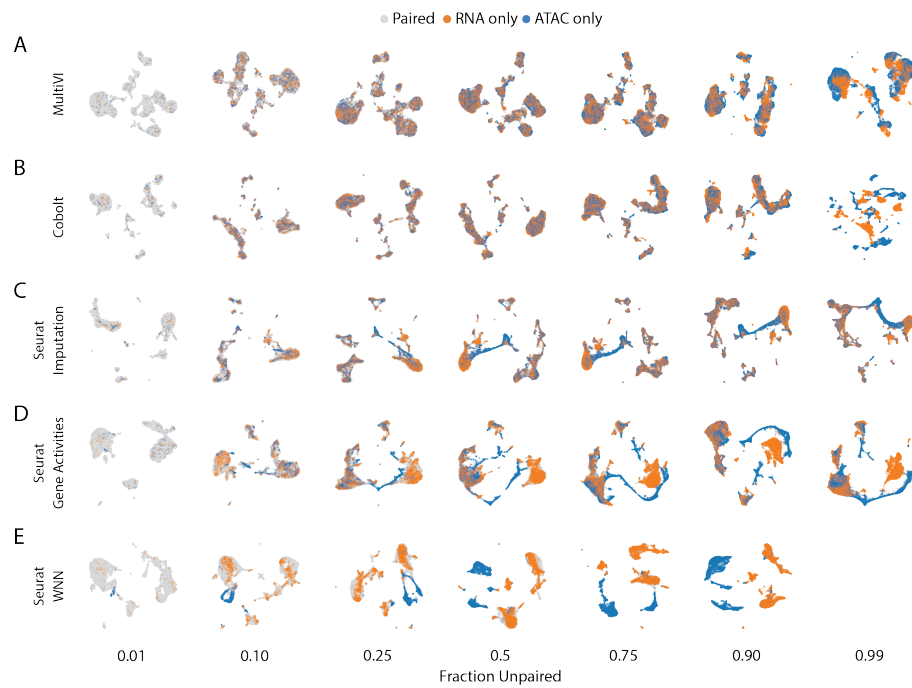 Paired RNA only ATAC only
A
MultiVI
B
Cobolt
C
Seurat
Imputation
D
Seurat
Gene Activities
E
Seurat
WNN
0.01 0.10 0.25 0.5 0.75 0.90 0.99
Fraction Unpaired